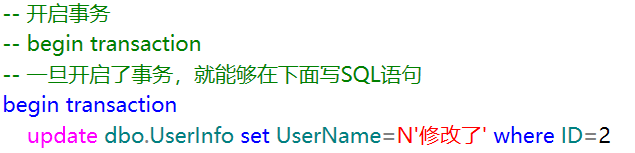 -- 开启事务
-- begin transaction
-- 一旦开启了事务，就能够在下面写SQL语句
begin transaction
update dbo.UserInfo set UserName=N'修改了' where ID=2